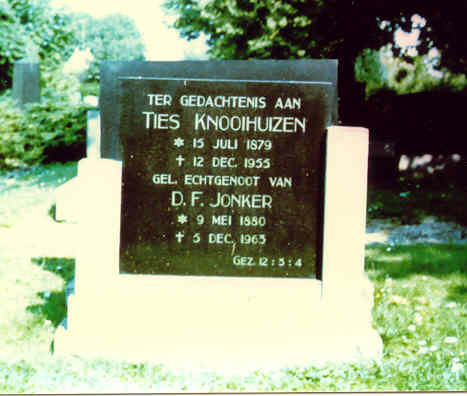 TER GEDACHTENIS AAN
TIES KNOOIHUIZEN
* 15 JULI 1879
† 12 DEC. 1955
GEL. ECHTGENOOT VAN
D. F. JONKER
* 9 MEI 1880
† 5 DEC. 1963
GEZ. 12 : 5 : 4